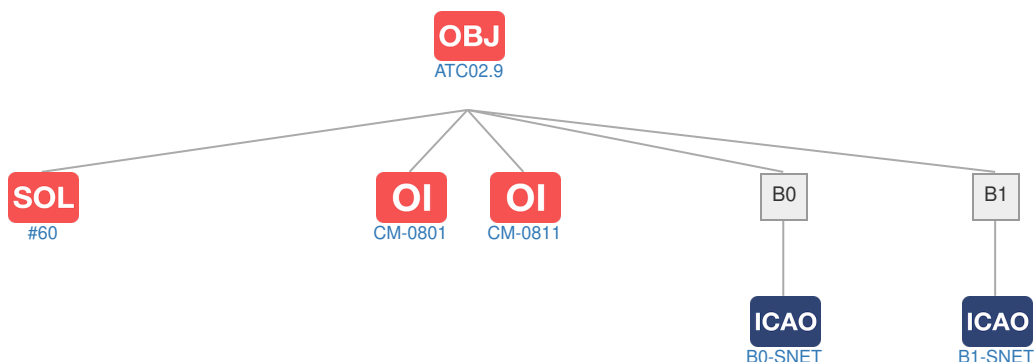 OBJ
ATC02.9
SOL
#60
OI
CM-0801
OI
CM-0811
B0
B1
ICAO
B0-SNET
ICAO
B1-SNET